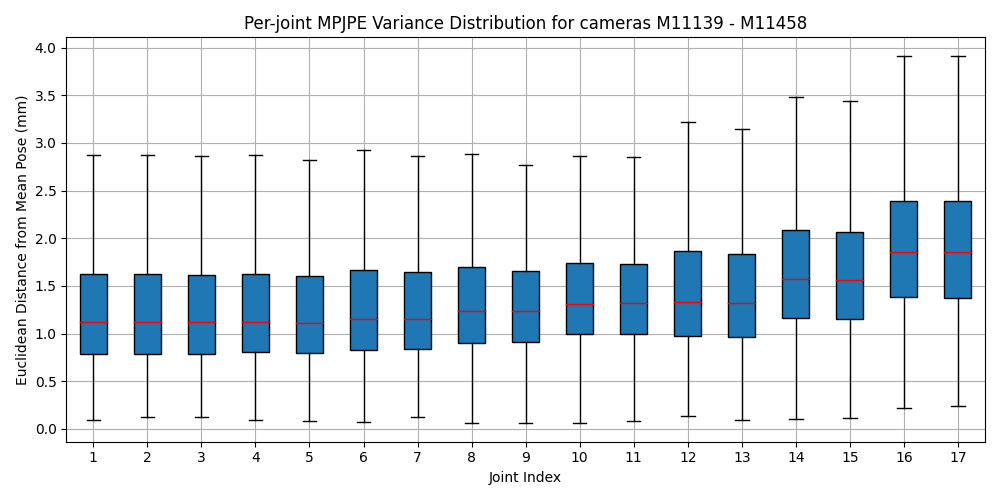 Per-joint MPJPE Variance Distribution for cameras M11139 - M11458
Euclidean Distance from Mean Pose (mm)
4.0
3.5
3.0
2.5
2.0
1.5
1.0
0.5
0.0
1 2 3 4 5 6 7 8 9 10 11 12 13 14 15 16 17
Joint Index